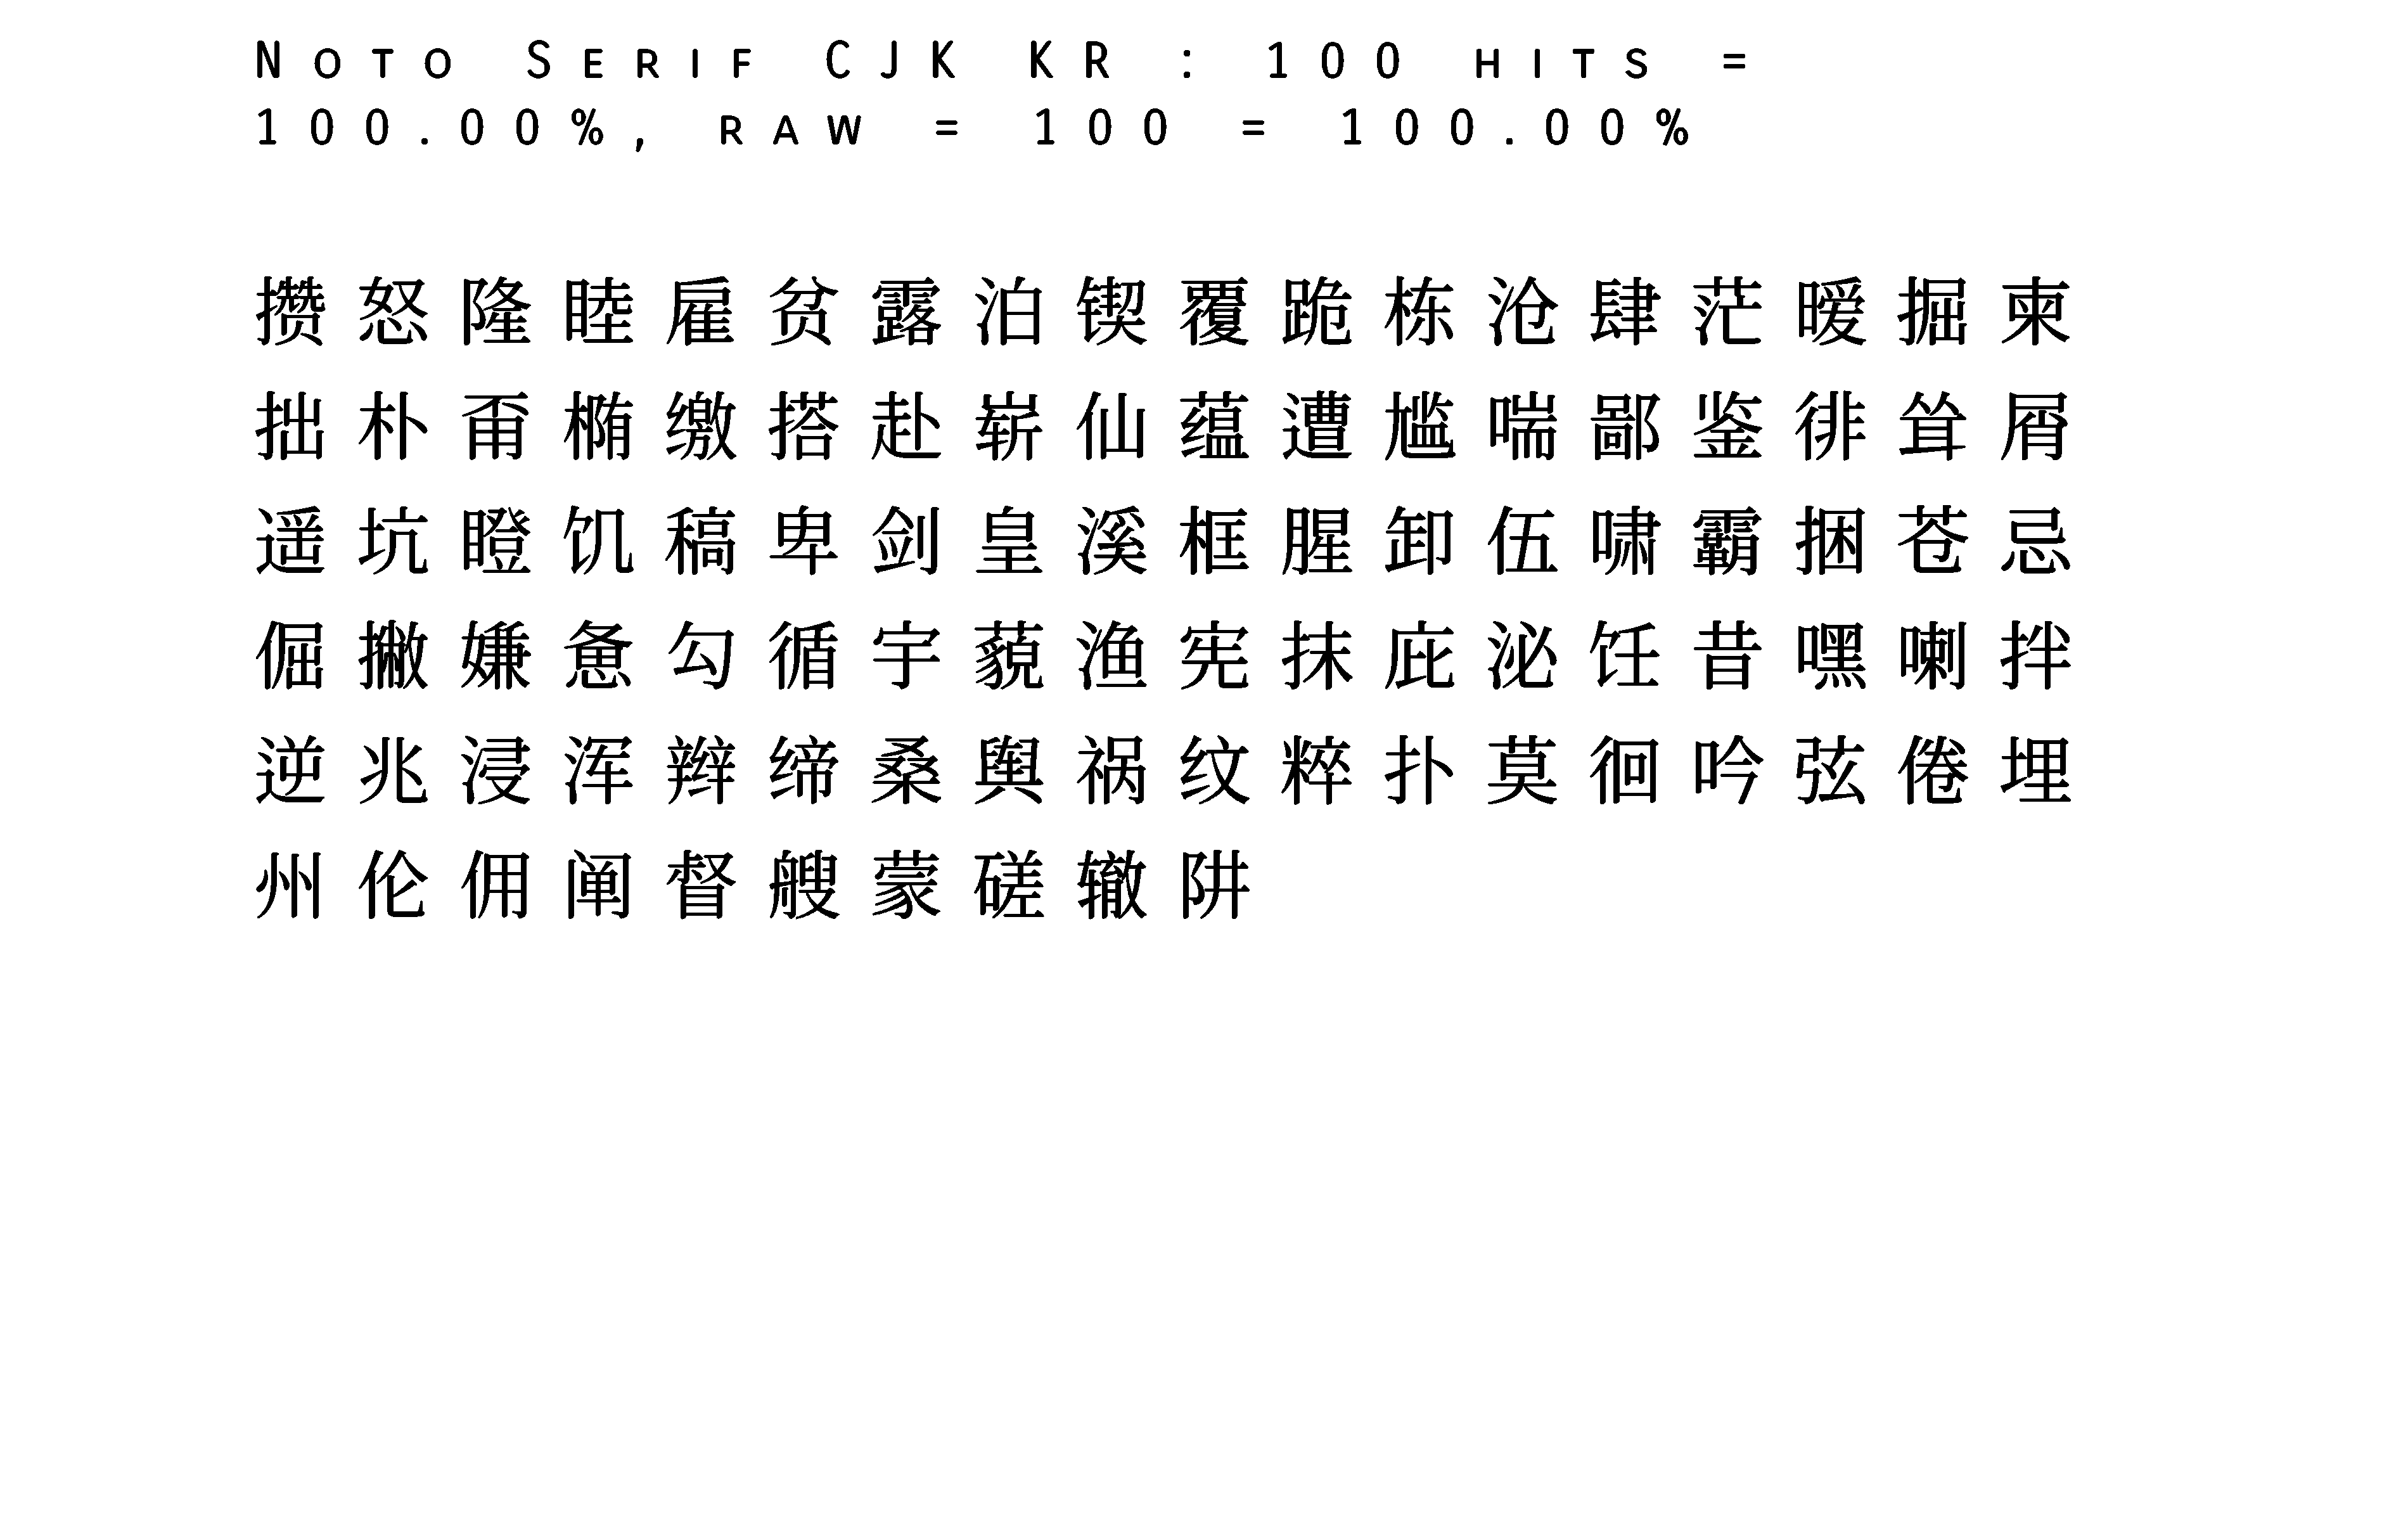 Noto Serif CJK KR : 100 hits =
100.00%, raw = 100 = 100.00%
攒怒隆睦雇贫露泊锲覆跪栋沧肆茫暧掘柬
拙朴甭椭缴搭赴崭仙蕴遭尴喘鄙鉴徘耸屑
遥坑瞪饥稿卑剑皇溪框腥卸伍啸霸捆苍忌
倔撇嫌惫勾循宇藐渔宪抹庇泌饪昔嘿喇拌
逆兆浸浑辫缔桑舆祸纹粹扑莫徊吟弦倦埋
州伦佣阐督艘蒙磋辙阱